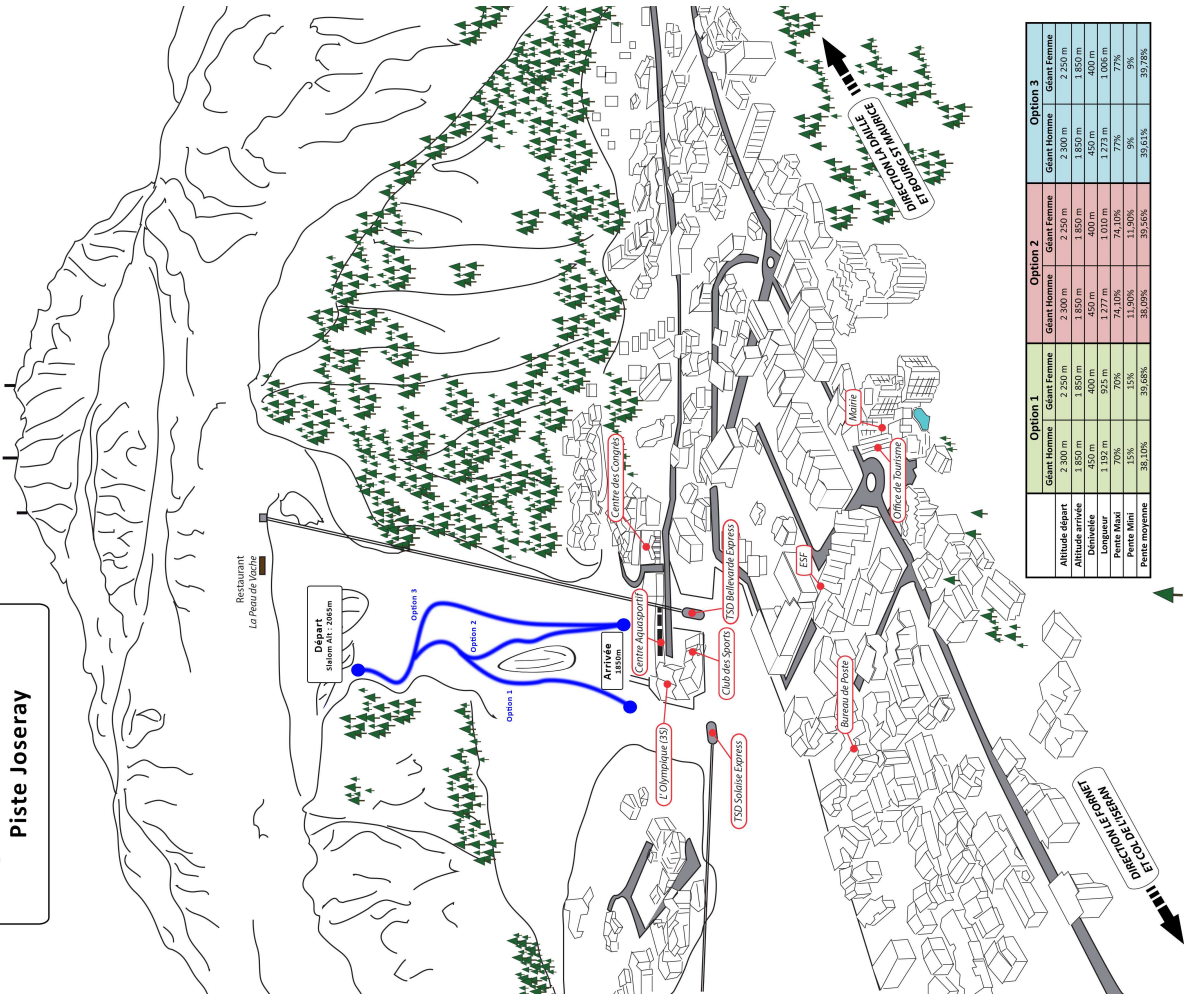 Piste Joseray
Restaurant
La Peau de Vache
Départ
Slalom Alt : 2065m
Option 3
Option 2
Option 1
Arrivée
1850m
Centre des Congrès
Centre Aquasportif
TSD Bellevarde Express
Club des Sports
L' Olympique (3S)
TSD Solaise Express
ESF
Mairie
Office de Tourisme
Bureau de Poste
DIRECTION LA DAILLE
ET BOURG ST MAURICE
DIRECTION LE FORNET
ET COL DE L'ISERAN
Option 1 Option 2 Option 3
Géant Homme Géant Femme Géant Homme Géant Femme Géant Homme Géant Femme
Altitude départ 2 300 m 2 250 m 2 300 m 2 250 m 2 300 m 2 250 m
Altitude arrivée 1 850 m 1 850 m 1 850 m 1 850 m 1 850 m 1 850 m
Dénivelée 450 m 400 m 450 m 400 m 450 m 400 m
Longueur 1 192 m 925 m 1 277 m 1 010 m 1 273 m 1 006 m
Pente Maxi 70% 70% 74,10% 74,10% 77% 77%
Pente Mini 15% 15% 11,90% 11,90% 9% 9%
Pente moyenne 38,10% 39,68% 38,09% 39,56% 39,61% 39,78%